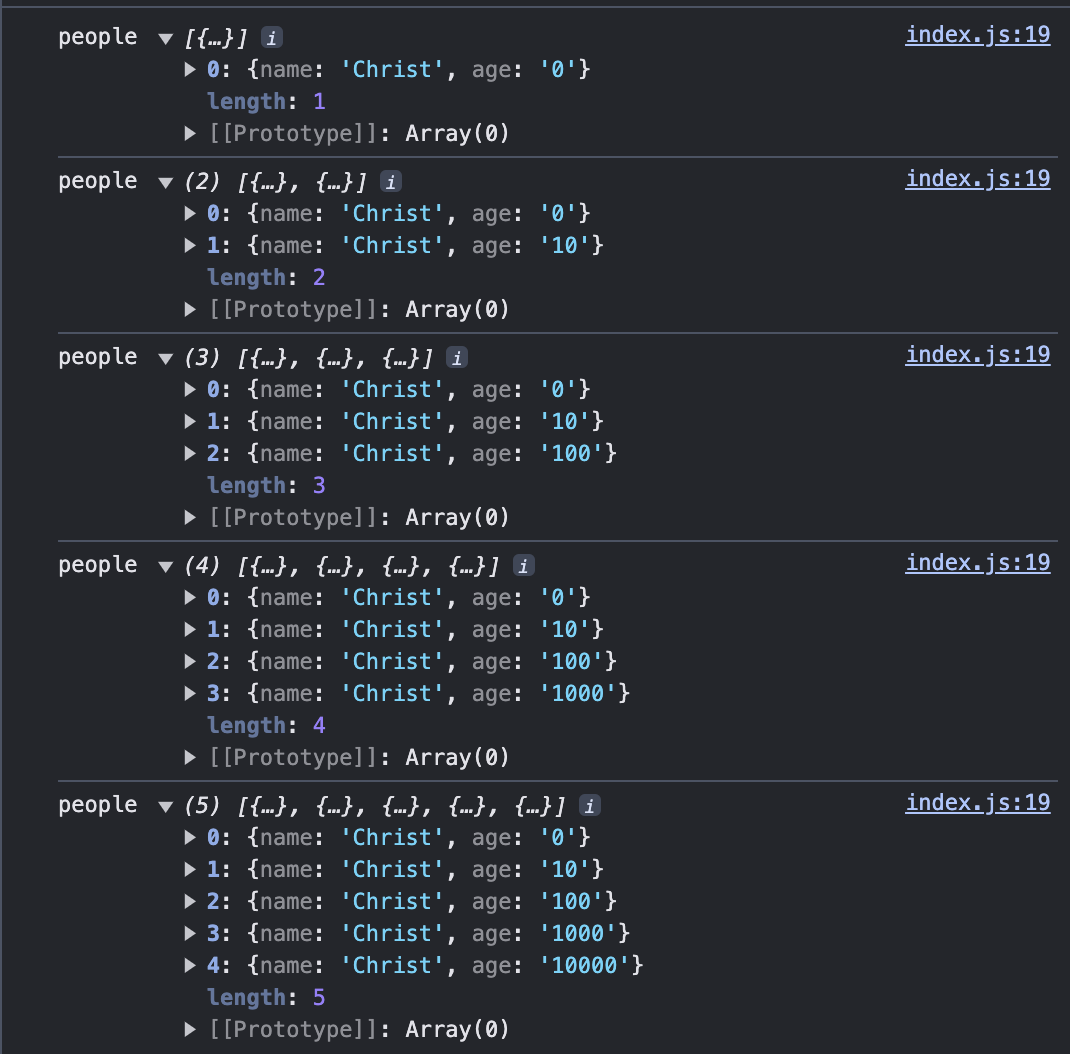 people ▼ [{…}] i index.js:19
▶ 0: {name: 'Christ', age: '0'}
length: 1
▶ [[Prototype]]: Array(0)
people ▼ (2) [{…}, {…}] i index.js:19
▶ 0: {name: 'Christ', age: '0'}
▶ 1: {name: 'Christ', age: '10'}
length: 2
▶ [[Prototype]]: Array(0)
people ▼ (3) [{…}, {…}, {…}] i index.js:19
▶ 0: {name: 'Christ', age: '0'}
▶ 1: {name: 'Christ', age: '10'}
▶ 2: {name: 'Christ', age: '100'}
length: 3
▶ [[Prototype]]: Array(0)
people ▼ (4) [{…}, {…}, {…}, {…}] i index.js:19
▶ 0: {name: 'Christ', age: '0'}
▶ 1: {name: 'Christ', age: '10'}
▶ 2: {name: 'Christ', age: '100'}
▶ 3: {name: 'Christ', age: '1000'}
length: 4
▶ [[Prototype]]: Array(0)
people ▼ (5) [{…}, {…}, {…}, {…}, {…}] i index.js:19
▶ 0: {name: 'Christ', age: '0'}
▶ 1: {name: 'Christ', age: '10'}
▶ 2: {name: 'Christ', age: '100'}
▶ 3: {name: 'Christ', age: '1000'}
▶ 4: {name: 'Christ', age: '10000'}
length: 5
▶ [[Prototype]]: Array(0)